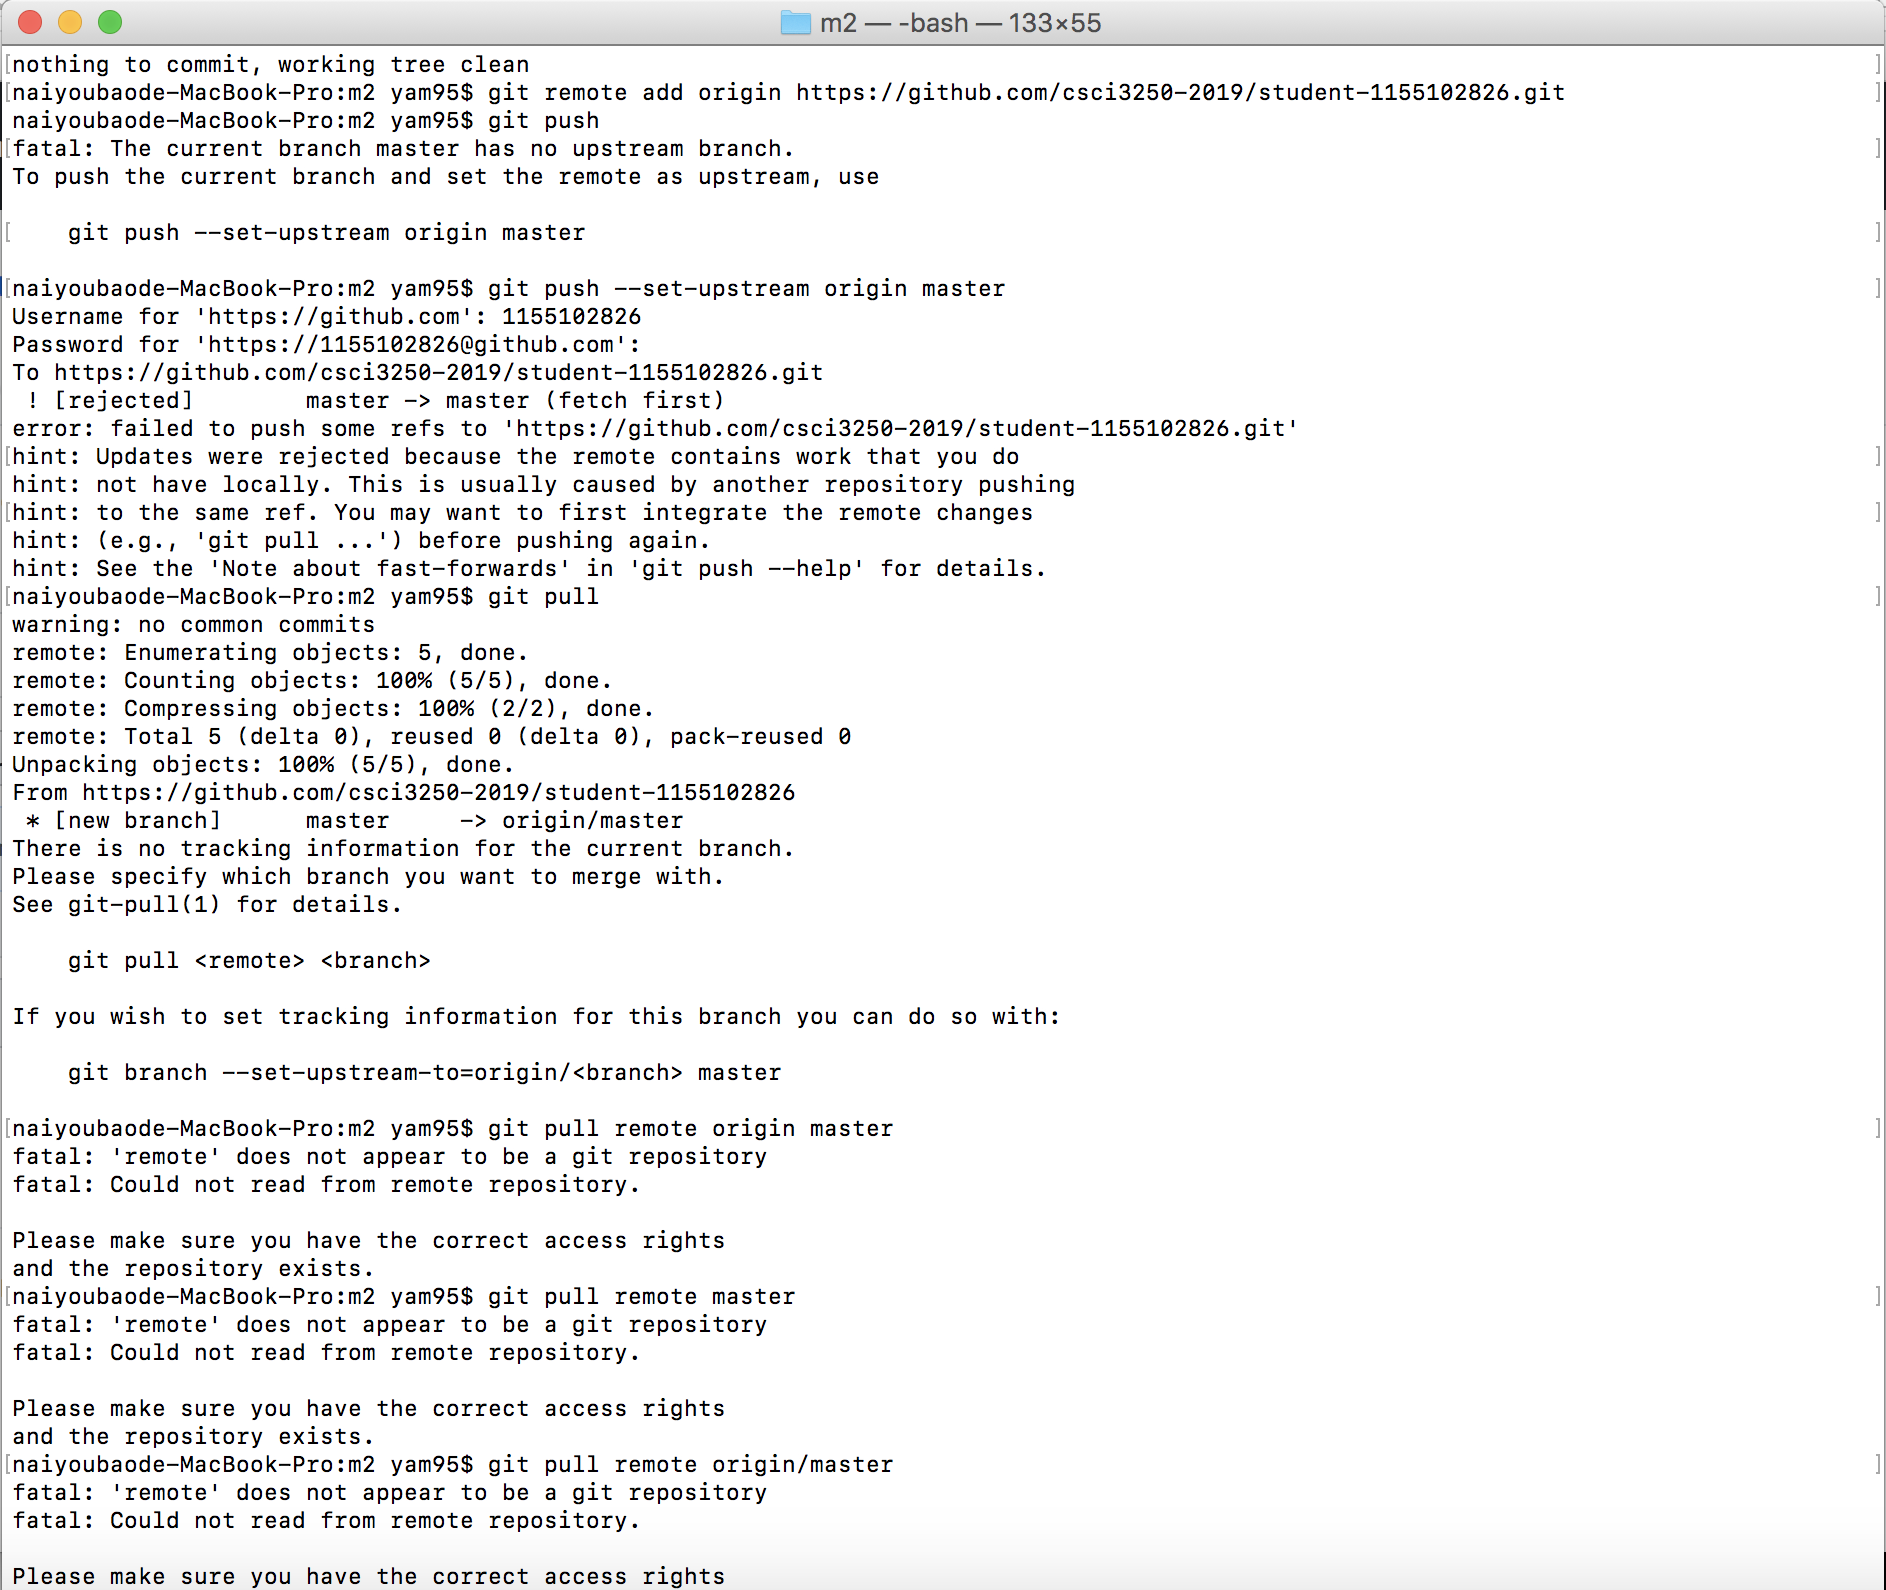 m2 — -bash — 133×55
nothing to commit, working tree clean
naiyoubaode-MacBook-Pro:m2 yam95$ git remote add origin https://github.com/csci3250-2019/student-1155102826.git
naiyoubaode-MacBook-Pro:m2 yam95$ git push
fatal: The current branch master has no upstream branch.
To push the current branch and set the remote as upstream, use
git push --set-upstream origin master
naiyoubaode-MacBook-Pro:m2 yam95$ git push --set-upstream origin master
Username for 'https://github.com': 1155102826
Password for 'https://1155102826@github.com':
To https://github.com/csci3250-2019/student-1155102826.git
! [rejected]        master -> master (fetch first)
error: failed to push some refs to 'https://github.com/csci3250-2019/student-1155102826.git'
hint: Updates were rejected because the remote contains work that you do
hint: not have locally. This is usually caused by another repository pushing
hint: to the same ref. You may want to first integrate the remote changes
hint: (e.g., 'git pull ...') before pushing again.
hint: See the 'Note about fast-forwards' in 'git push --help' for details.
naiyoubaode-MacBook-Pro:m2 yam95$ git pull
warning: no common commits
remote: Enumerating objects: 5, done.
remote: Counting objects: 100% (5/5), done.
remote: Compressing objects: 100% (2/2), done.
remote: Total 5 (delta 0), reused 0 (delta 0), pack-reused 0
Unpacking objects: 100% (5/5), done.
From https://github.com/csci3250-2019/student-1155102826
* [new branch]      master     -> origin/master
There is no tracking information for the current branch.
Please specify which branch you want to merge with.
See git-pull(1) for details.
git pull <remote> <branch>
If you wish to set tracking information for this branch you can do so with:
git branch --set-upstream-to=origin/<branch> master
naiyoubaode-MacBook-Pro:m2 yam95$ git pull remote origin master
fatal: 'remote' does not appear to be a git repository
fatal: Could not read from remote repository.
Please make sure you have the correct access rights
and the repository exists.
naiyoubaode-MacBook-Pro:m2 yam95$ git pull remote master
fatal: 'remote' does not appear to be a git repository
fatal: Could not read from remote repository.
Please make sure you have the correct access rights
and the repository exists.
naiyoubaode-MacBook-Pro:m2 yam95$ git pull remote origin/master
fatal: 'remote' does not appear to be a git repository
fatal: Could not read from remote repository.
Please make sure you have the correct access rights